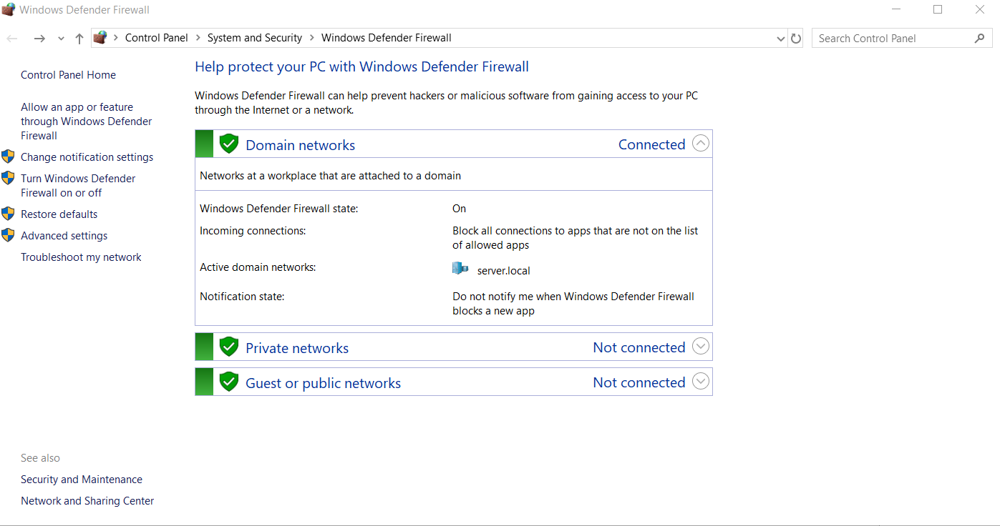 Windows Defender Firewall
Control Panel
System and Security
Windows Defender Firewall
Search Control Panel
Control Panel Home
Allow an app or feature
through Windows Defender
Firewall
Change notification settings
Turn Windows Defender
Firewall on or off
Restore defaults
Advanced settings
Troubleshoot my network
See also
Security and Maintenance
Network and Sharing Center
Help protect your PC with Windows Defender Firewall
Windows Defender Firewall can help prevent hackers or malicious software from gaining access to your PC
through the Internet or a network.
Domain networks
Connected
Networks at a workplace that are attached to a domain
Windows Defender Firewall state:
On
Incoming connections:
Block all connections to apps that are not on the list
of allowed apps
Active domain networks:
server.local
Notification state:
Do not notify me when Windows Defender Firewall
blocks a new app
Private networks
Not connected
Guest or public networks
Not connected